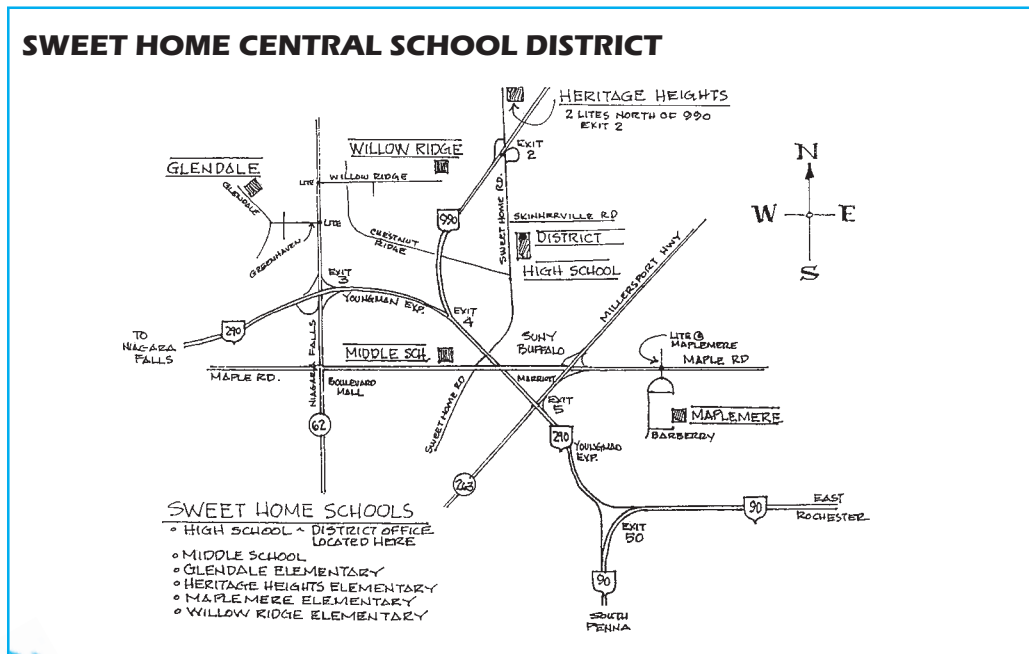 SWEET HOME CENTRAL SCHOOL DISTRICT
HERITAGE HEIGHTS
2 LITES NORTH OF 990
EXIT 2
EXIT
2
WILLOW RIDGE
GLENDALE
GLENDALE
LITE
WILLOW RIDGE
LITE
GREENHAVEN
CHESTNUT
RIDGE
990
SWEET HOME RD.
SKINNERVILLE RD
DISTRICT
HIGH SCHOOL
MILLERSPORT HWY
N
W
E
S
EXIT
3
YOUNGMAN EXP.
EXIT
4
290
TO
NIAGARA
FALLS
NIAGARA FALLS
MIDDLE SCH.
SUNY
BUFFALO
LITE @
MAPLEMERE
MAPLE RD
MAPLE RD.
BOULEVARD
MALL
MARRIOTT
SWEET HOME RD
EXIT
5
MAPLEMERE
BARBERRY
62
290
YOUNGMAN
EXP.
263
90
EAST
ROCHESTER
EXIT
50
90
SOUTH
PENNA
SWEET HOME SCHOOLS
• HIGH SCHOOL ~ DISTRICT OFFICE
LOCATED HERE
• MIDDLE SCHOOL
• GLENDALE ELEMENTARY
• HERITAGE HEIGHTS ELEMENTARY
• MAPLEMERE ELEMENTARY
• WILLOW RIDGE ELEMENTARY